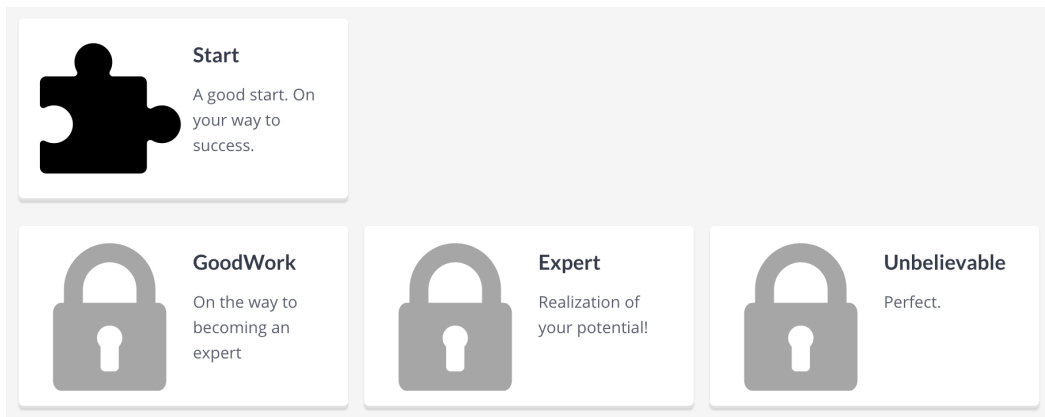 Start
A good start. On
your way to
success.
GoodWork
On the way to
becoming an
expert
Expert
Realization of
your potential!
Unbelievable
Perfect.